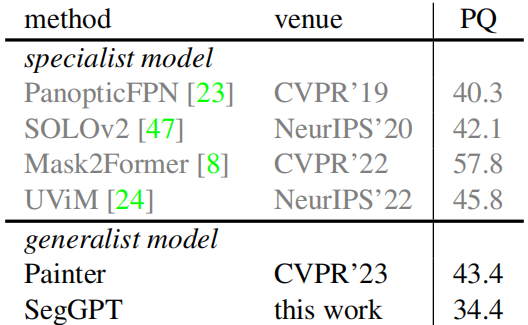 method venue PQ
specialist model
PanopticFPN [23] CVPR'19 40.3
SOLOv2 [47] NeurIPS'20 42.1
Mask2Former [8] CVPR'22 57.8
UViM [24] NeurIPS'22 45.8
generalist model
Painter CVPR'23 43.4
SegGPT this work 34.4